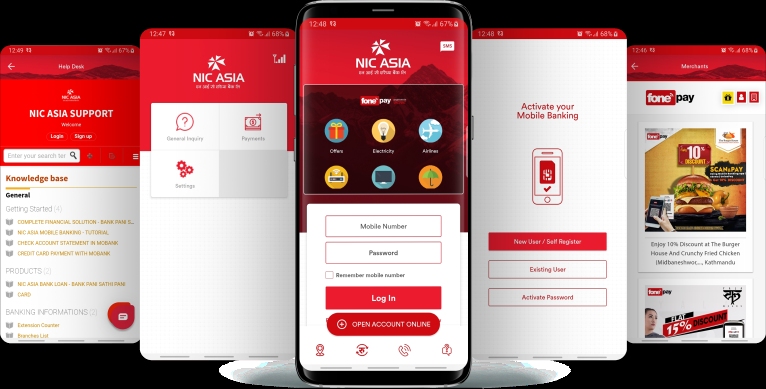 12:49
67%
Help Desk
NIC ASIA
NIC ASIA SUPPORT
Welcome
Login Sign up
Enter your search ter
Knowledge base
General
Getting Started (4)
COMPLETE FINANCIAL SOLUTION - BANK PANI S...
NIC ASIA MOBILE BANKING - TUTORIAL
CHECK ACCOUNT STATEMENT IN MOBANK
CREDIT CARD PAYMENT WITH MOBANK
PRODUCTS (2)
NIC ASIA BANK LOAN - BANK PANI SATHI PANI
CARD
BANKING INFORMATIONS (2)
Extension Counter
Branches List
12:47
68%
NIC ASIA
General Inquiry
Payments
Settings
12:48
67%
SMS
NIC ASIA
fonepay
Offers
Electricity
Airlines
Mobile Number
Password
Remember mobile number
Log In
OPEN ACCOUNT ONLINE
12:48
68%
Activate your
Mobile Banking
New User / Self Register
Existing User
Activate Password
12:46
68%
Merchants
fonepay
10%
DISCOUNT
SCAN&PAY
Enjoy 10% Discount at The Burger
House And Crunchy Fried Chicken
(Midbaneshwor,..., Kathmandu
fonepay
FLAT
15% DISCOUNT